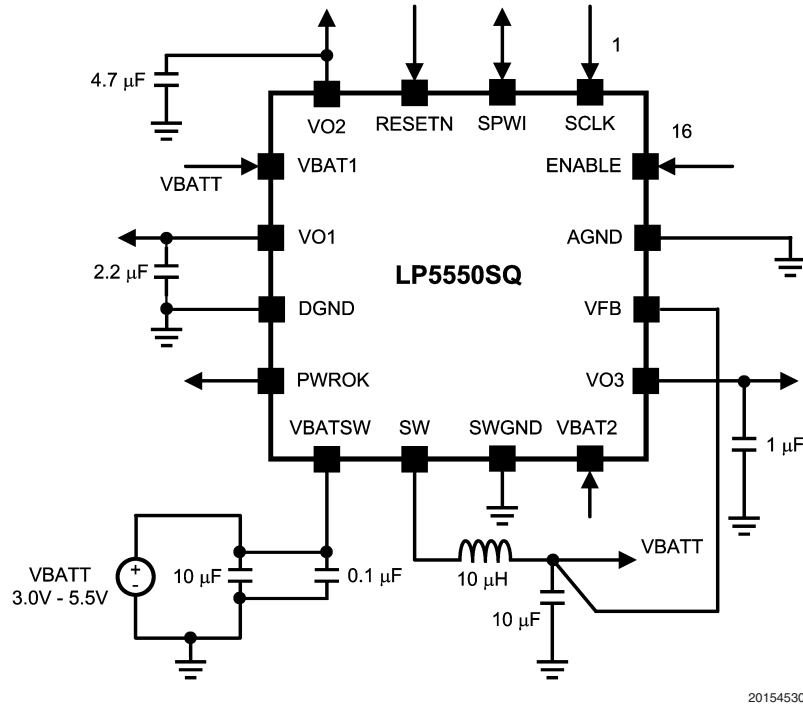 1
4.7 μF
VO2
RESETN
SPWI
SCLK
16
VBATT
VBAT1
ENABLE
VO1
AGND
2.2 μF
LP5550SQ
DGND
VFB
PWROK
VO3
VBATSW
SW
SWGND
VBAT2
1 μF
VBATT
3.0V - 5.5V
+
-
10 μF
0.1 μF
10 μH
VBATT
10 μF
20154530